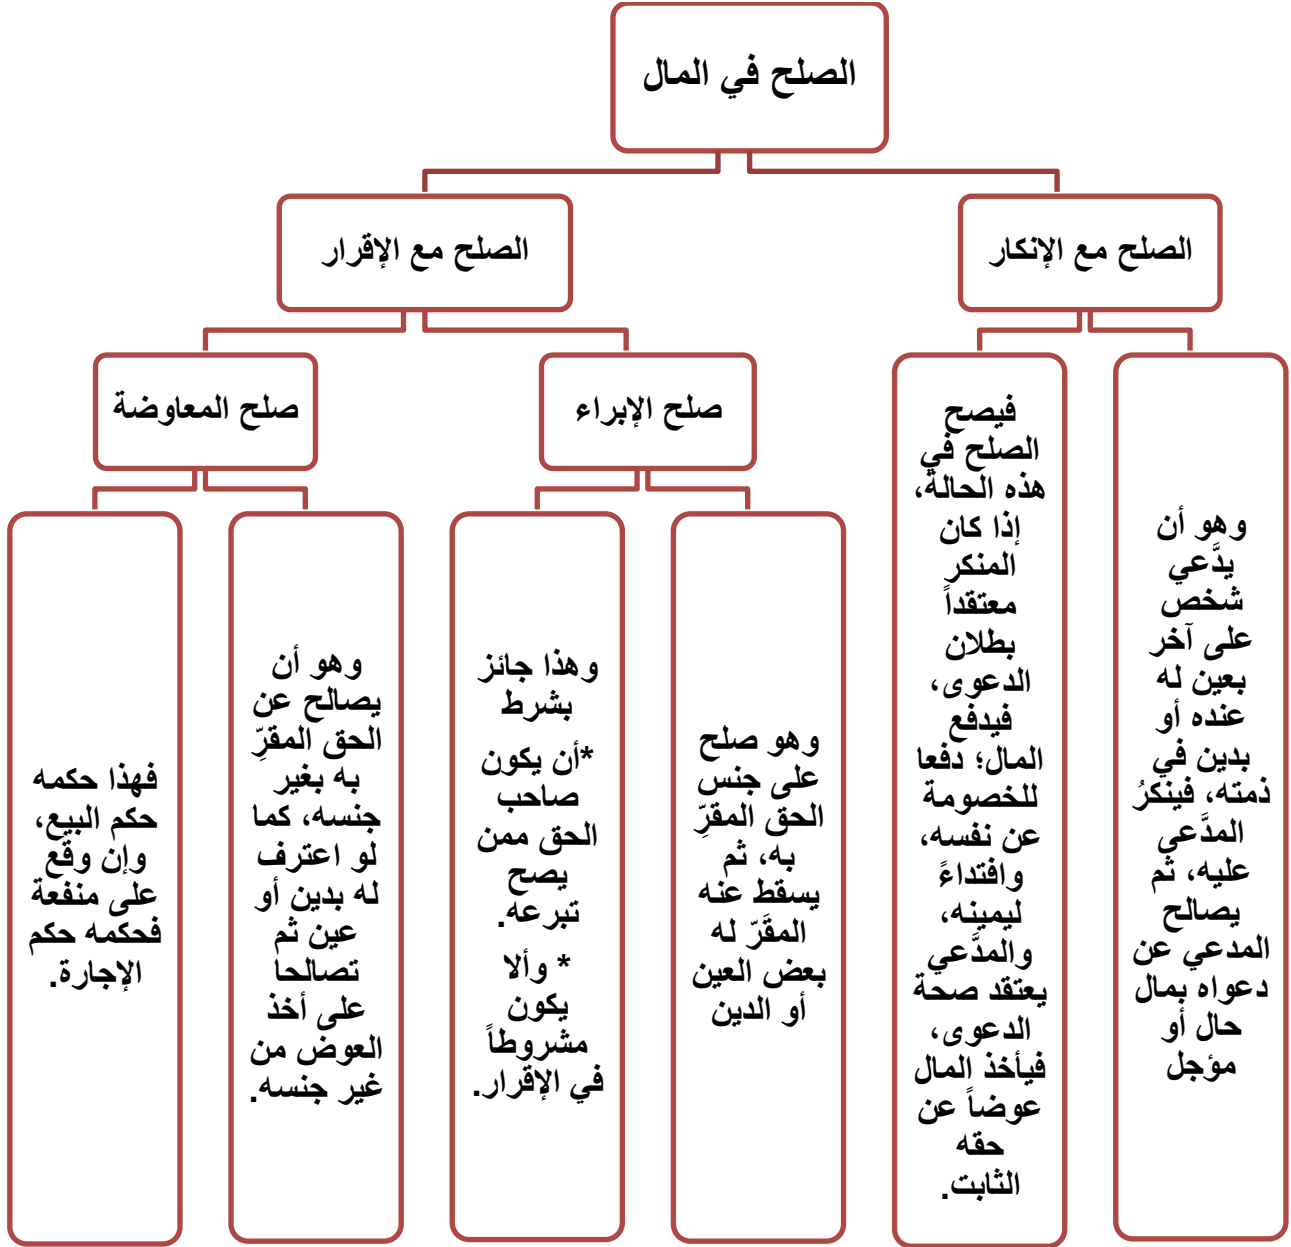 الصلح في المال
الصلح مع الإنكار
الصلح مع الإقرار
صلح الإبراء
صلح المعاوضة
وهو أن
يدَّعي
شخص
على آخر
بعين له
عنده أو
بدين في
ذمته، فينكرُ
المدَّعى
عليه، ثم
يصالح
المدعي عن
دعواه بمال
حال أو
مؤجل
فيصح
الصلح في
هذه الحالة،
إذا كان
المنكر
معتقداً
بطلان
الدعوى،
فيدفع
المال؛ دفعا
للخصومة
عن نفسه،
وافتداءً
ليمينه،
والمدَّعي
يعتقد صحة
الدعوى،
فيأخذ المال
عوضاً عن
حقه
الثابت.
وهو صلح
على جنس
الحق المقرِّ
به، ثم
يسقط عنه
المقَرّ له
بعض العين
أو الدين
وهذا جائز
بشرط
*أن يكون
صاحب
الحق ممن
يصح
تبرعه.
* وألا
يكون
مشروطاً
في الإقرار.
وهو أن
يصالح عن
الحق المقرِّ
به بغير
جنسه، كما
لو اعترف
له بدين أو
عين ثم
تصالحا
على أخذ
العوض من
غير جنسه.
فهذا حكمه
حكم البيع،
وإن وقع
على منفعة
فحكمه حكم
الإجارة.